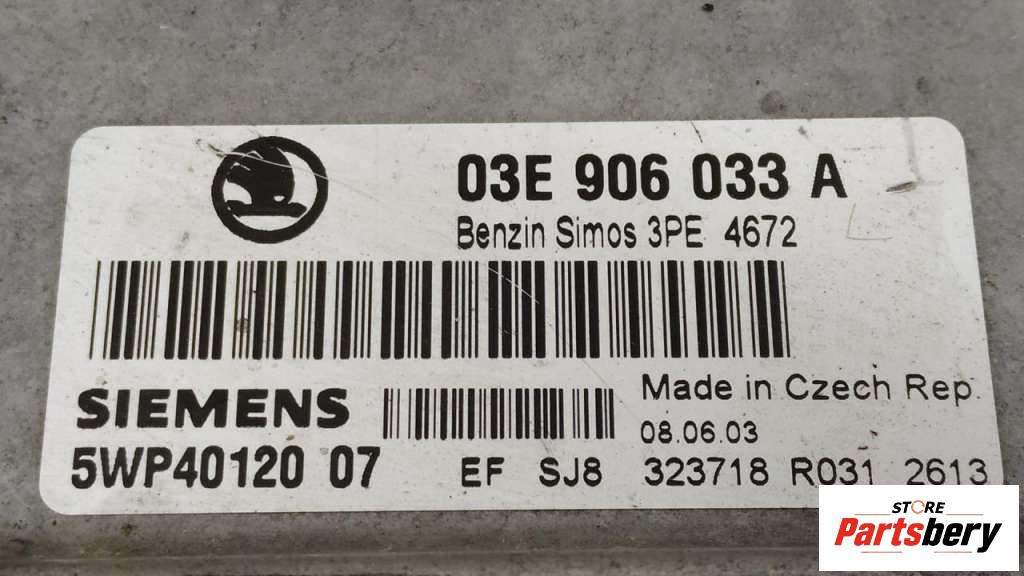 03E 906 033 A
Benzin Simos 3PE 4672
SIEMENS
Made in Czech Rep.
08.06.03
5WP40120 07
EF SJ8 323718 R031 2613
STORE
Partsbery